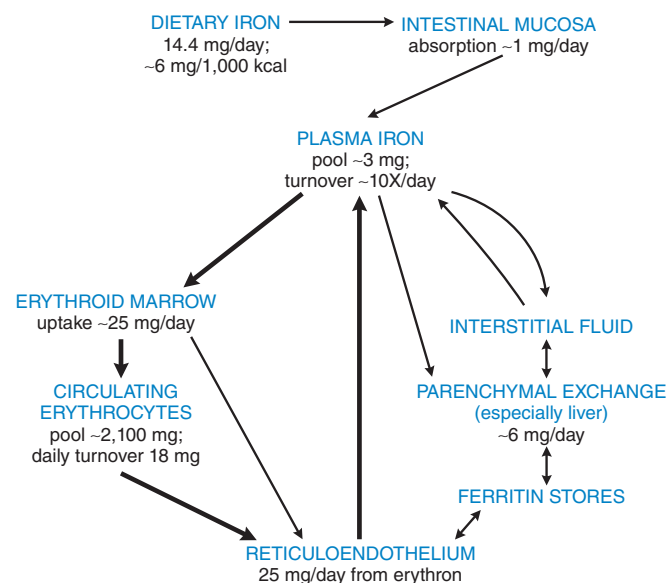 DIETARY IRON
14.4 mg/day;
~6 mg/1,000 kcal
INTESTINAL MUCOSA
absorption ~1 mg/day
PLASMA IRON
pool ~3 mg;
turnover ~10X/day
ERYTHROID MARROW
uptake ~25 mg/day
INTERSTITIAL FLUID
CIRCULATING
ERYTHROCYTES
pool ~2,100 mg;
daily turnover 18 mg
PARENCHYMAL EXCHANGE
(especially liver)
~6 mg/day
FERRITIN STORES
RETICULOENDOTHELIUM
25 mg/day from erythron